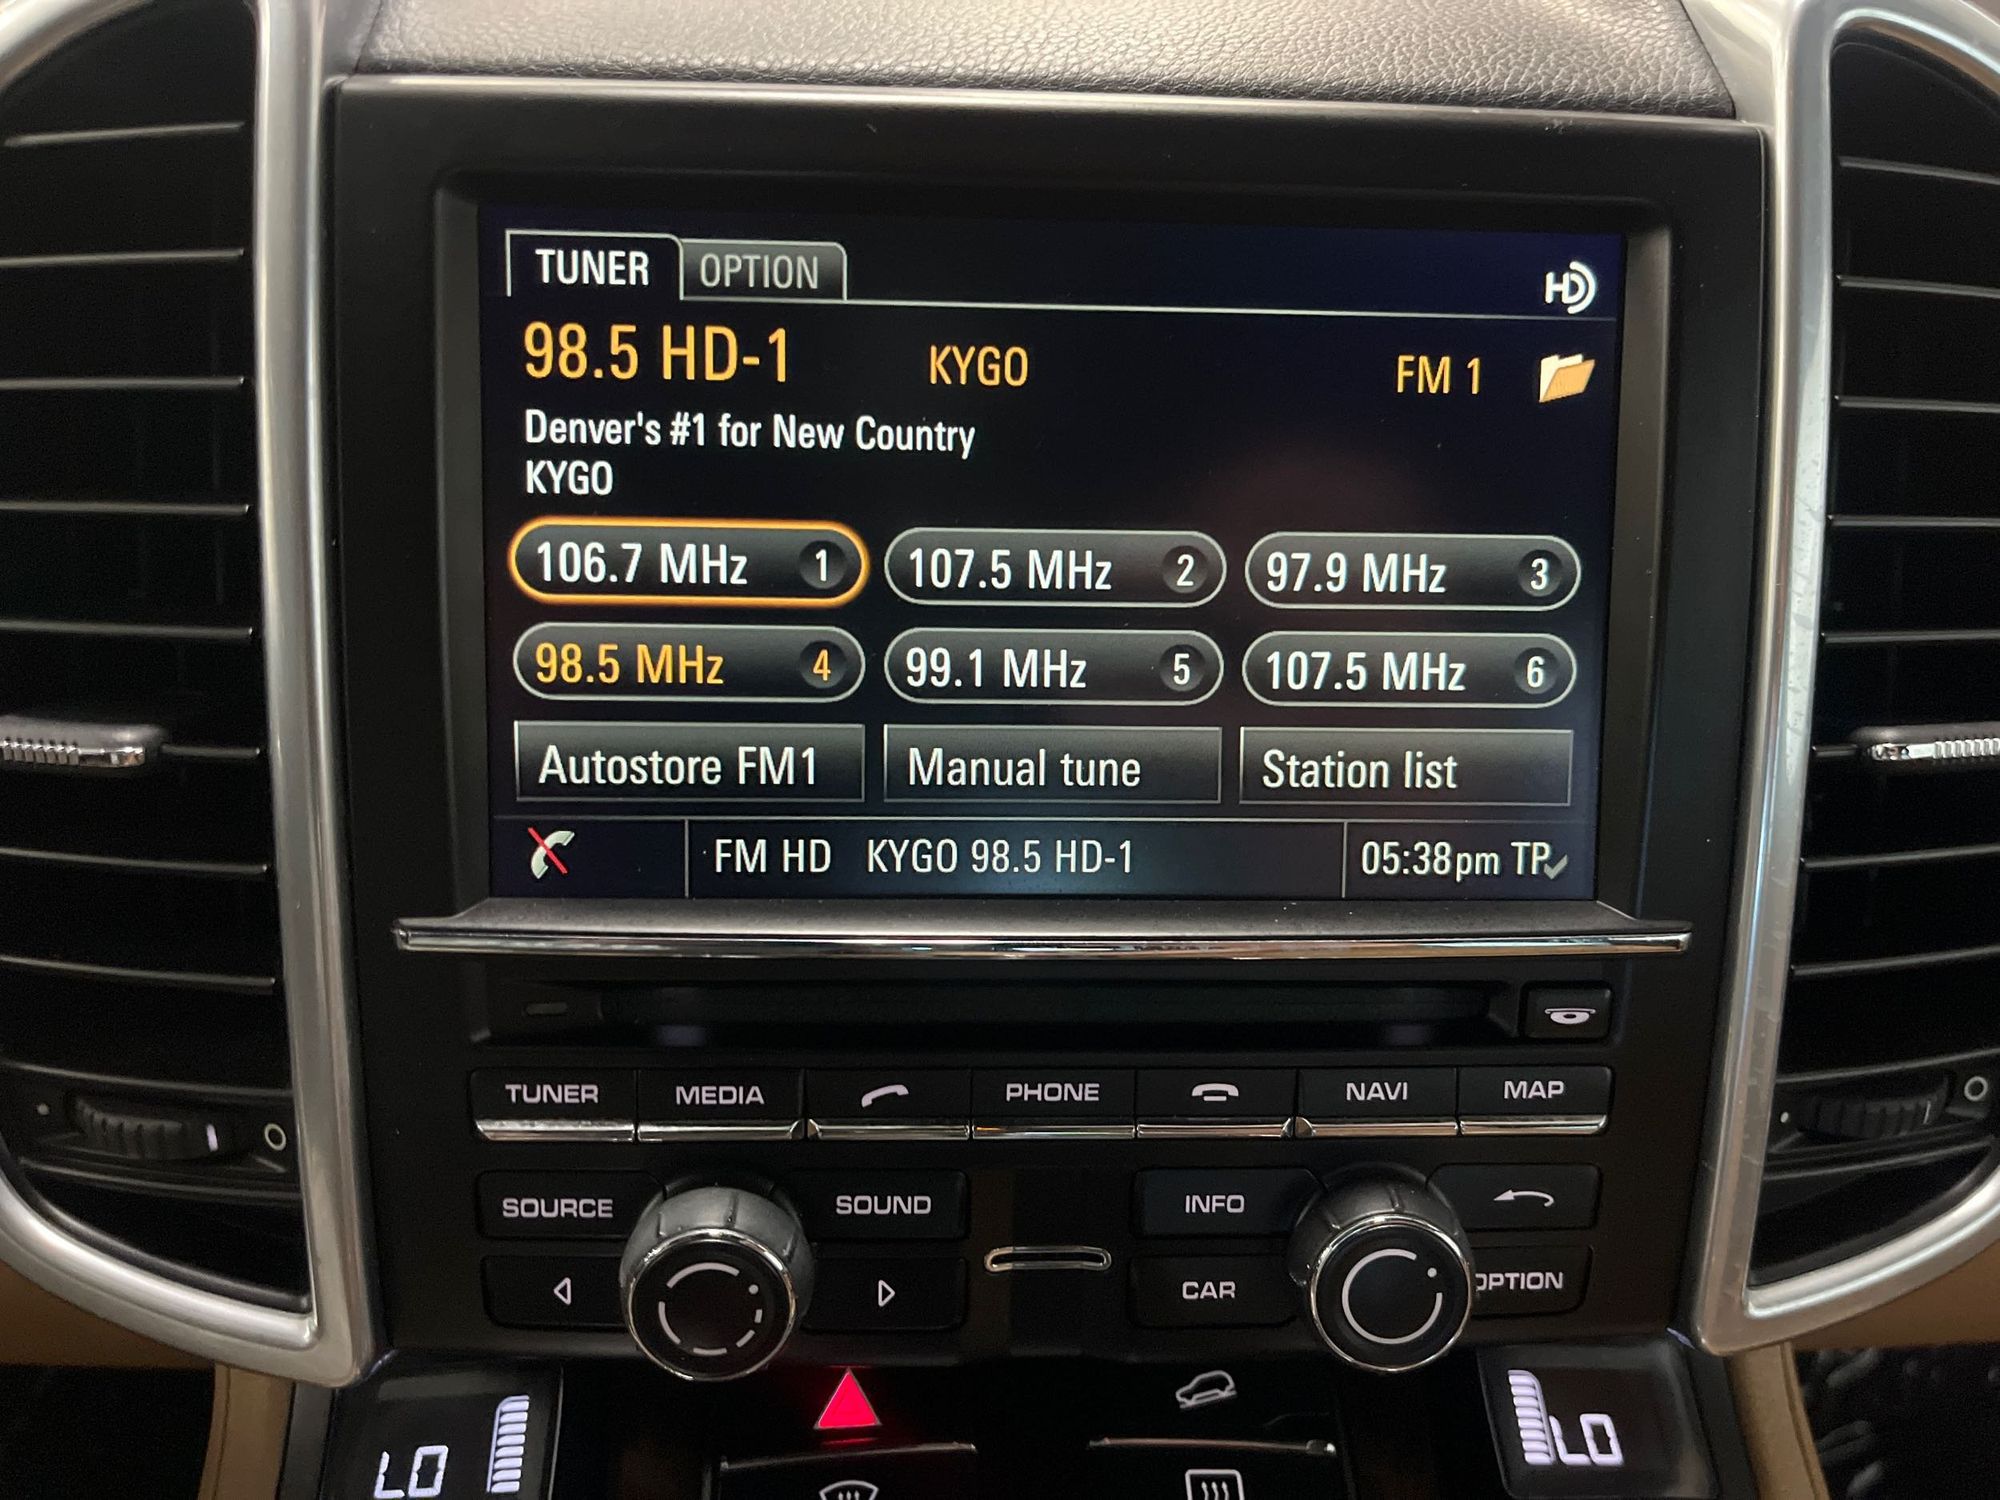 TUNER OPTION HD
98.5 HD-1 KYGO FM 1
Denver's #1 for New Country
KYGO
106.7 MHz 1 107.5 MHz 2 97.9 MHz 3
98.5 MHz 4 99.1 MHz 5 107.5 MHz 6
Autostore FM1 Manual tune Station list
FM HD KYGO 98.5 HD-1 05:38pm TP
TUNER MEDIA PHONE NAVI MAP
SOURCE SOUND INFO
CAR OPTION
LO LO